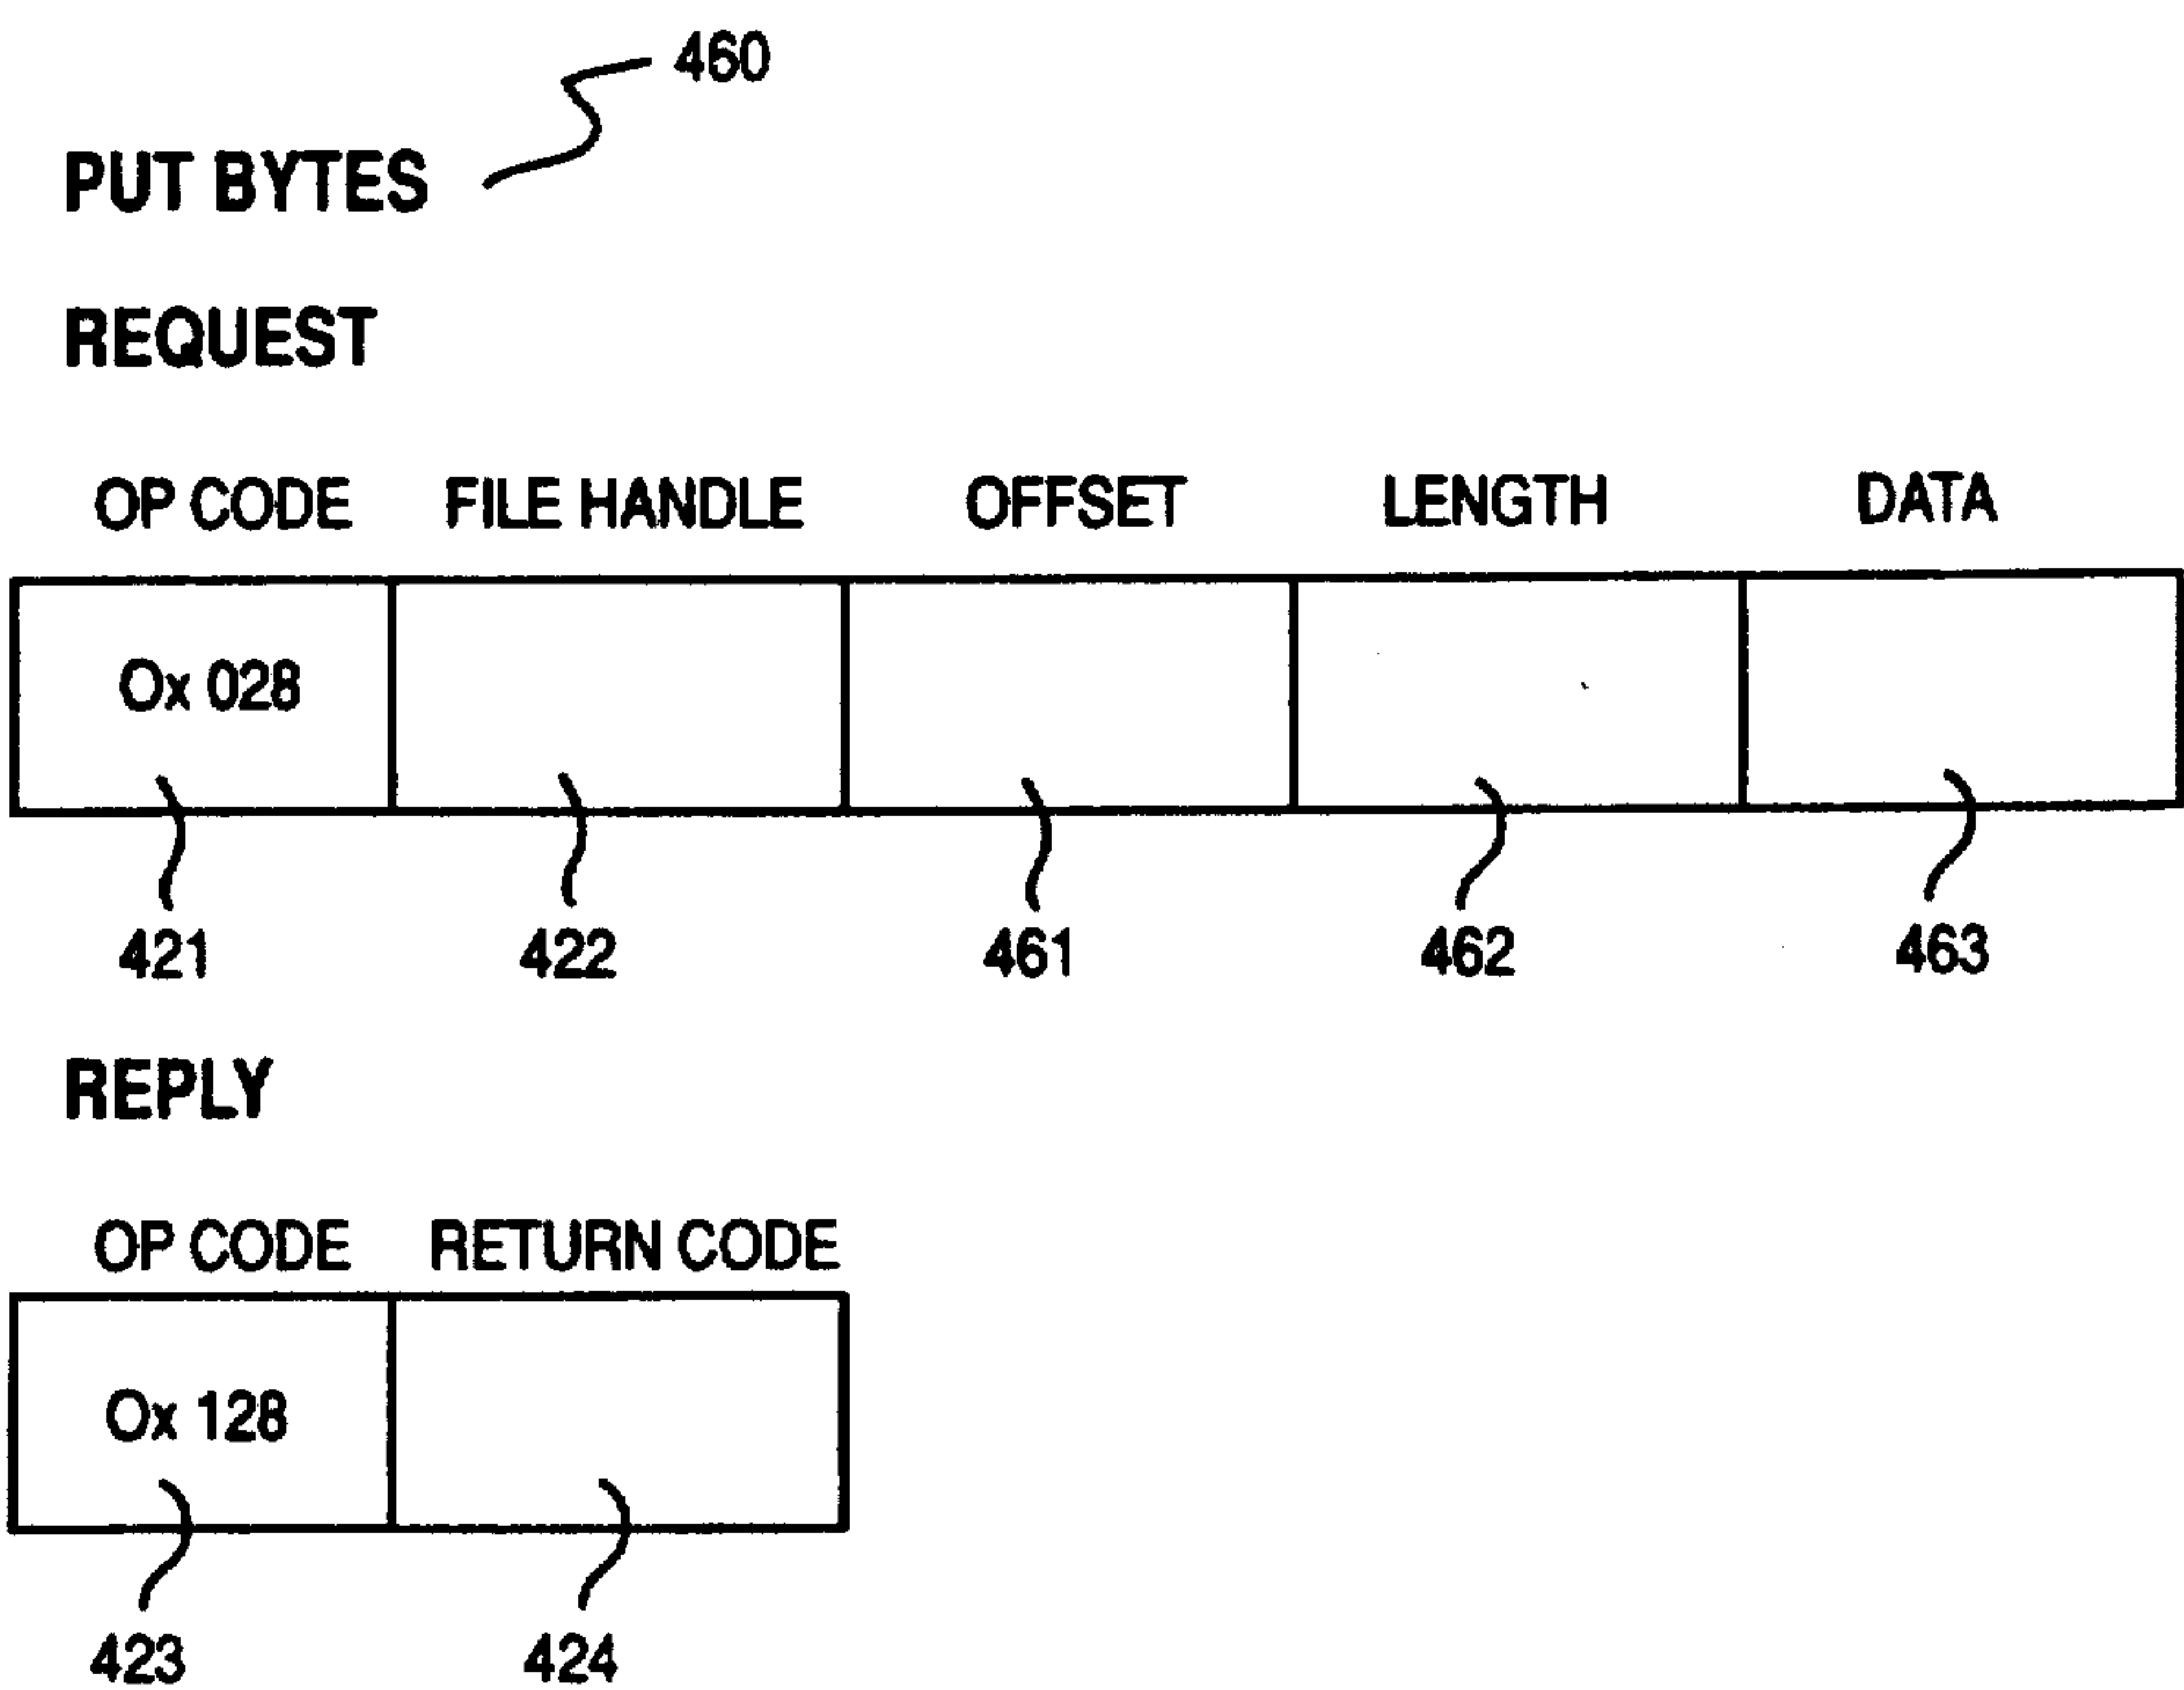 460
PUT BYTES
REQUEST
OP CODE FILE HANDLE OFFSET LENGTH DATA
Ox 028
421 422 461 462 463
REPLY
OP CODE RETURN CODE
Ox 128
423 424